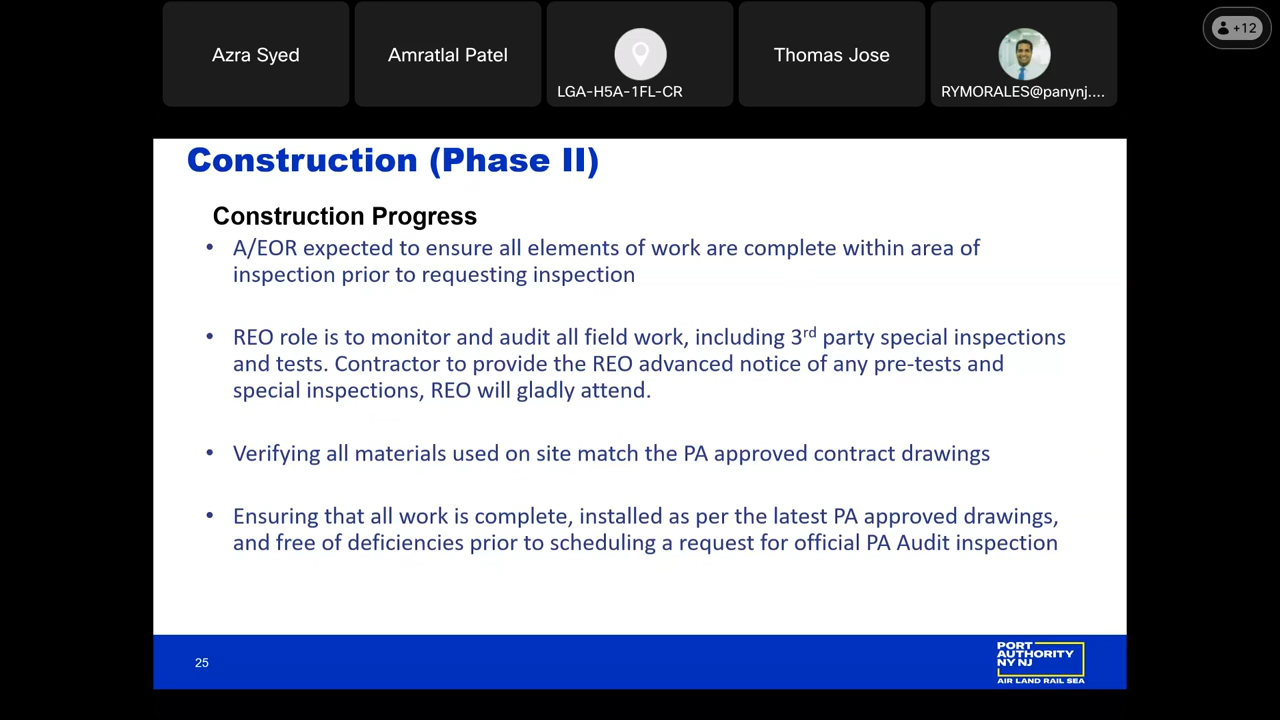 Azra Syed
Amratlal Patel
LGA-H5A-1FL-CR
Thomas Jose
RYMORALES@panynj....
+12
Construction (Phase II)
Construction Progress
• A/EOR expected to ensure all elements of work are complete within area of
inspection prior to requesting inspection
• REO role is to monitor and audit all field work, including 3rd party special inspections
and tests. Contractor to provide the REO advanced notice of any pre-tests and
special inspections, REO will gladly attend.
• Verifying all materials used on site match the PA approved contract drawings
• Ensuring that all work is complete, installed as per the latest PA approved drawings,
and free of deficiencies prior to scheduling a request for official PA Audit inspection
25
PORT
AUTHORITY
NY NJ
AIR LAND RAIL SEA